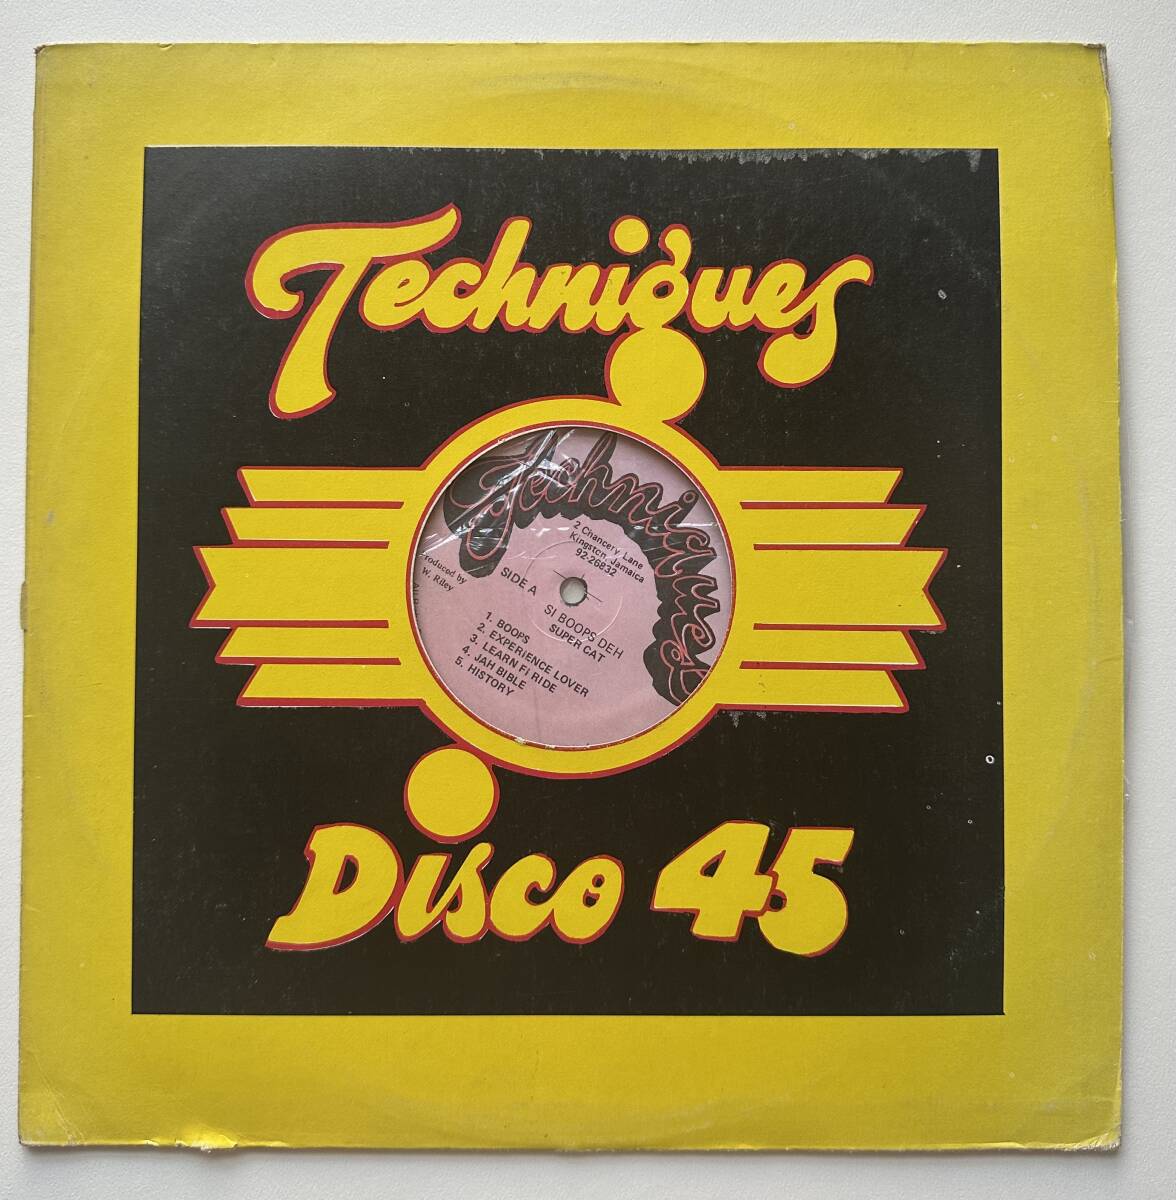 Techniques
Techniques
2 Chancery Lane
Kingston, Jamaica
92-26832
Produced by
W. Riley
SIDE A
SI BOOPS DEH
SUPER CAT
1. BOOPS
2. EXPERIENCE LOVER
3. LEARN FI RIDE
4. JAH BIBLE
5. HISTORY
Disco 45